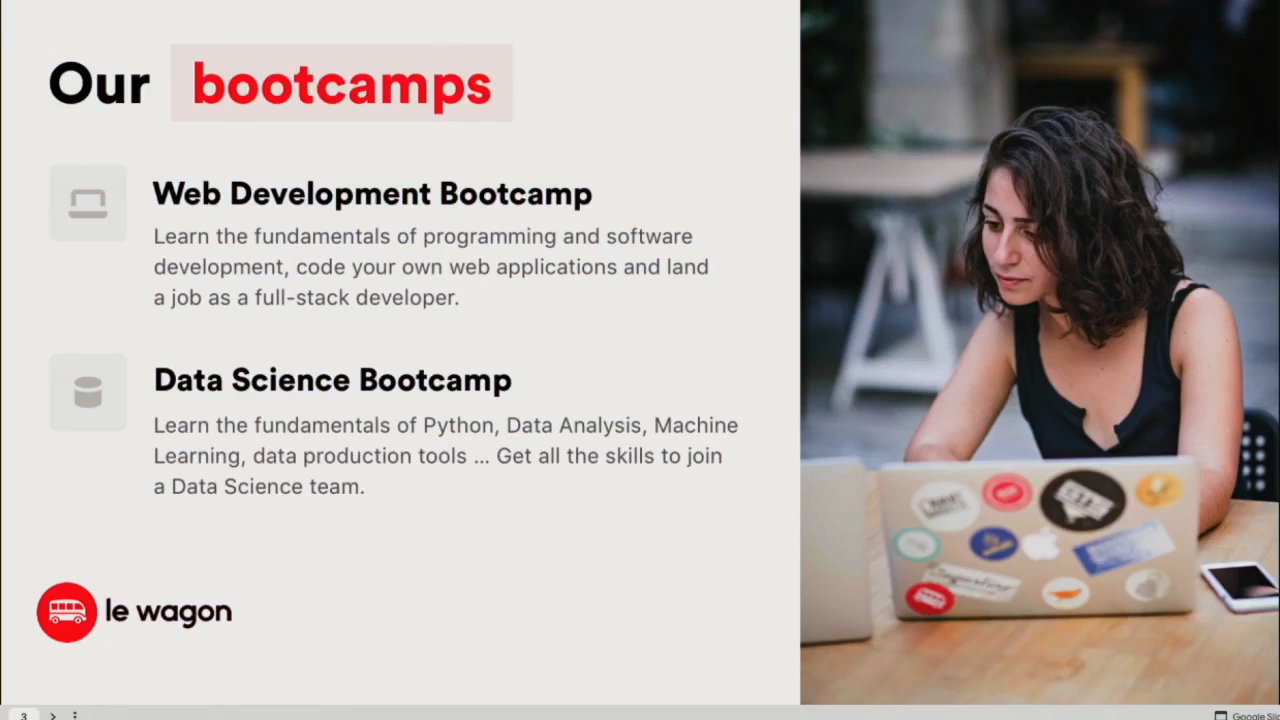 Our bootcamps
Web Development Bootcamp
Learn the fundamentals of programming and software
development, code your own web applications and land
a job as a full-stack developer.
Data Science Bootcamp
Learn the fundamentals of Python, Data Analysis, Machine
Learning, data production tools ... Get all the skills to join
a Data Science team.
le wagon
3
Google